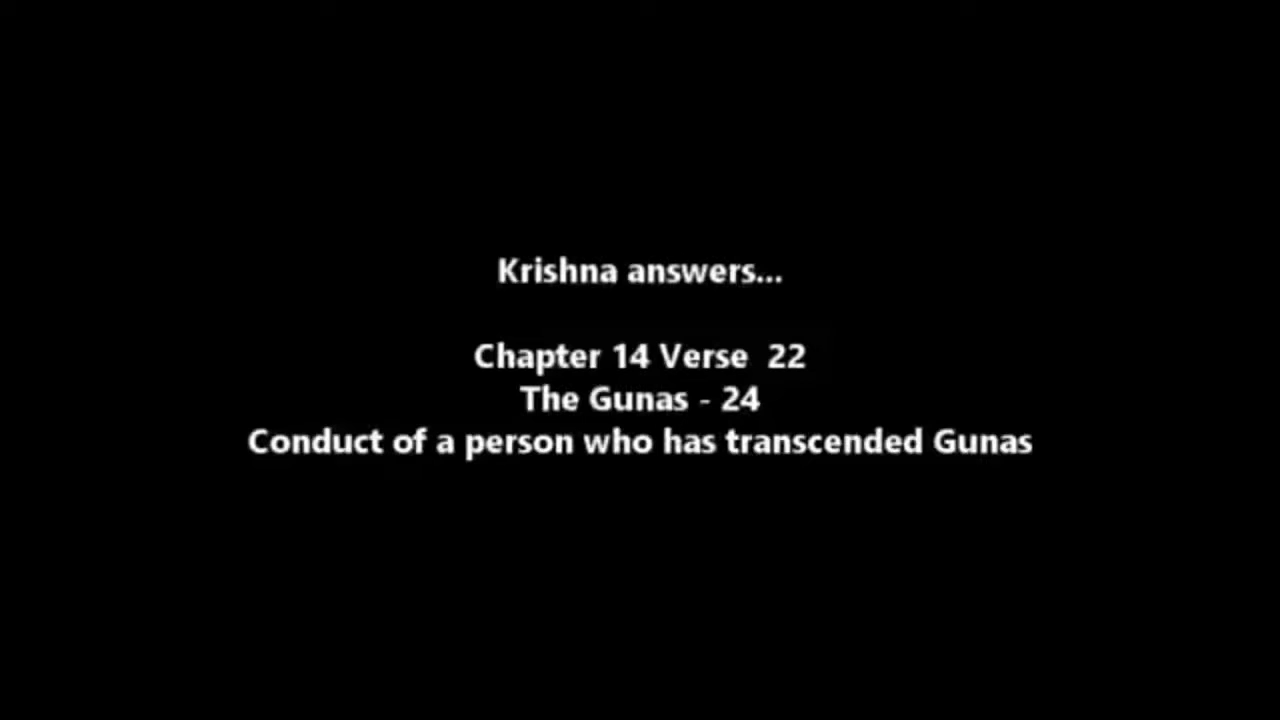 Krishna answers...
Chapter 14 Verse  22
The Gunas - 24
Conduct of a person who has transcended Gunas